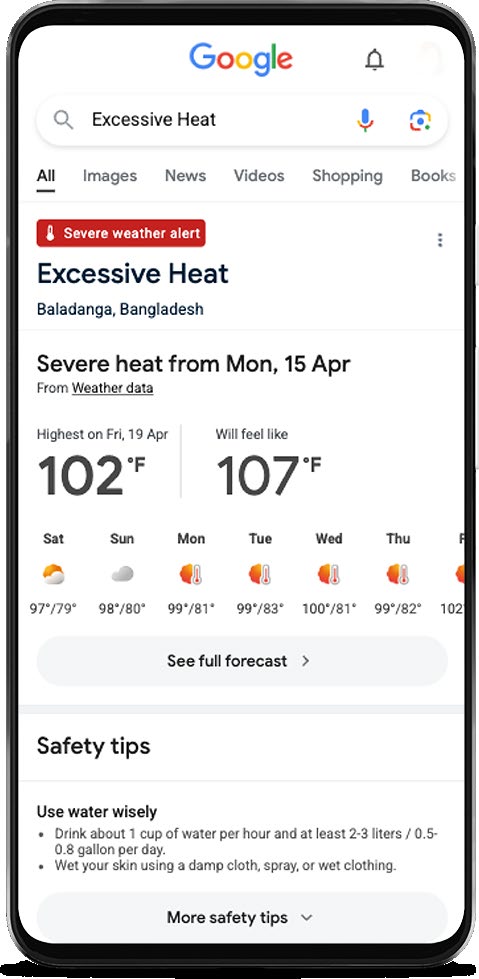 Google
Excessive Heat
All Images News Videos Shopping Books
Severe weather alert
Excessive Heat
Baladanga, Bangladesh
Severe heat from Mon, 15 Apr
From Weather data
Highest on Fri, 19 Apr Will feel like
102°F 107°F
Sat Sun Mon Tue Wed Thu F
97°/79° 98°/80° 99°/81° 99°/83° 100°/81° 99°/82° 102
See full forecast
Safety tips
Use water wisely
• Drink about 1 cup of water per hour and at least 2-3 liters / 0.5-
0.8 gallon per day.
• Wet your skin using a damp cloth, spray, or wet clothing.
More safety tips